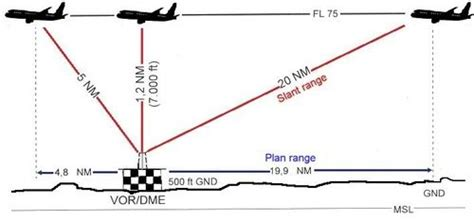 FL 75
5 NM
1,2 NM
(7.000 ft)
20 NM
Slant range
Plan range
4,8 NM
500 ft GND
19,9 NM
GND
VOR/DME
MSL